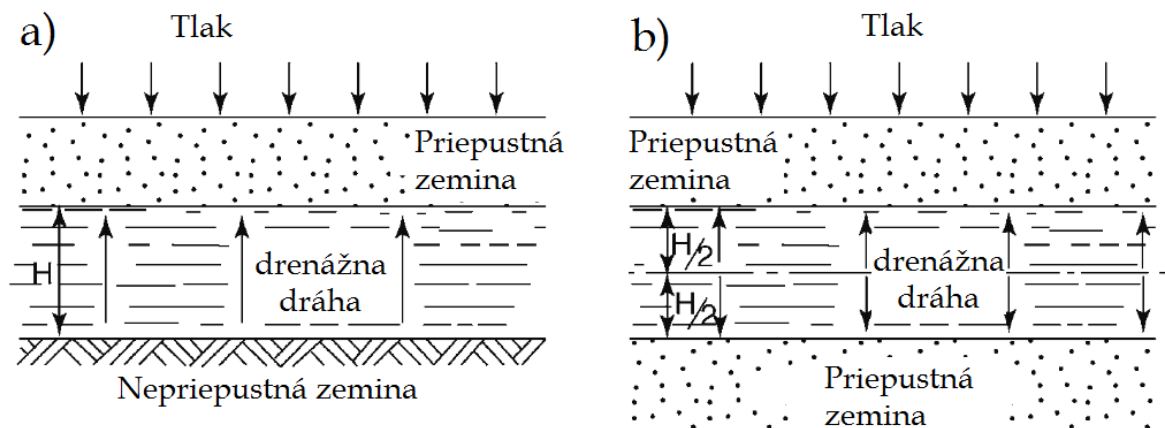 a)
Tlak
Priepustná
zemina
H
drenážna
dráha
Nepriepustná zemina
b)
Tlak
Priepustná
zemina
H/2
H/2
drenážna
dráha
Priepustná
zemina